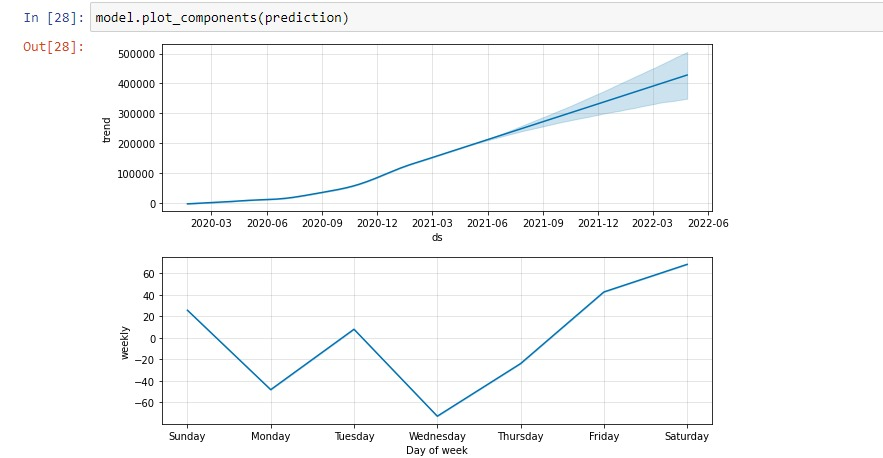 In [28]: model.plot_components(prediction)
Out[28]:
500000
400000
300000
200000
100000
0
trend
2020-03 2020-06 2020-09 2020-12 2021-03 2021-06 2021-09 2021-12 2022-03 2022-06
ds
60
40
20
0
−20
−40
−60
weekly
Sunday Monday Tuesday Wednesday Thursday Friday Saturday
Day of week